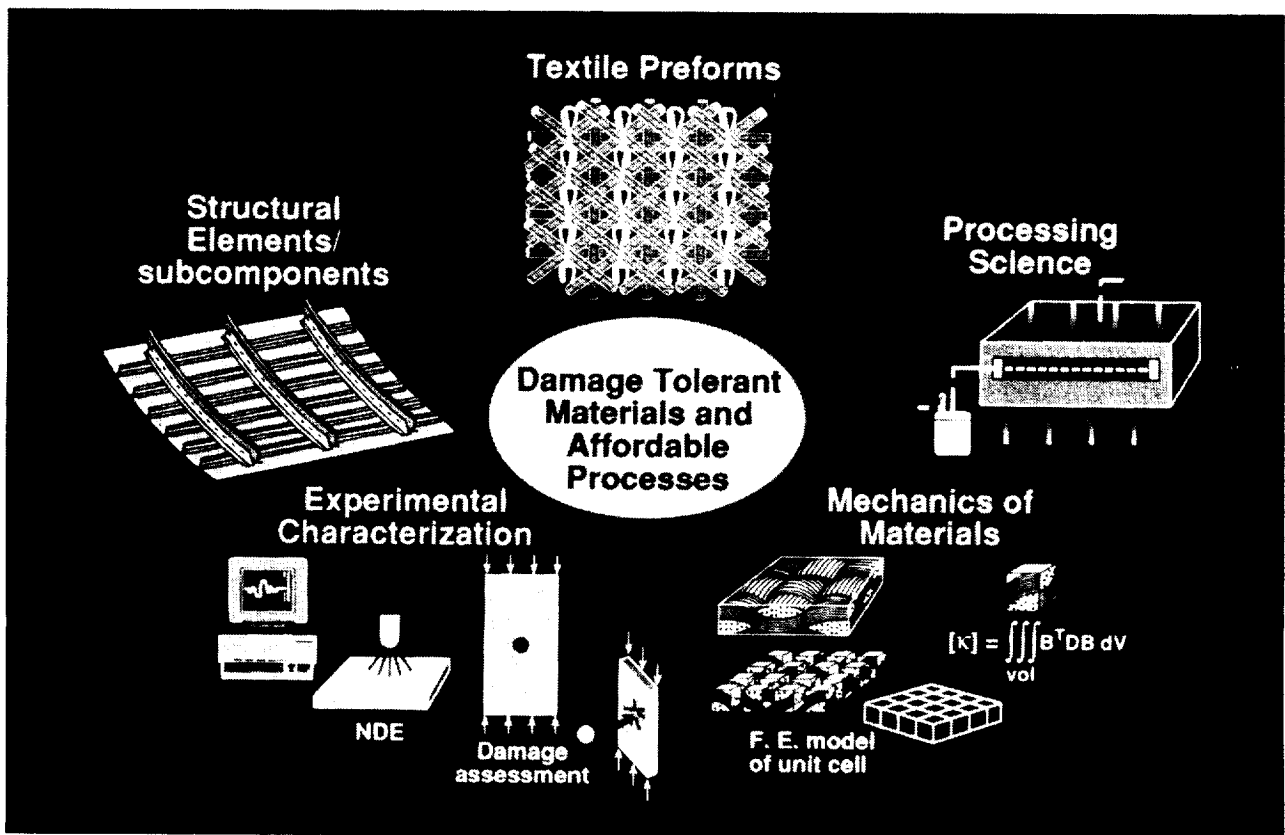 Textile Preforms
Structural
Elements/
subcomponents
Processing
Science
Damage Tolerant
Materials and
Affordable
Processes
Experimental
Characterization
NDE
Damage
assessment
Mechanics of
Materials
[K] = ∫∫∫BᵀDB dV
vol
F. E. model
of unit cell